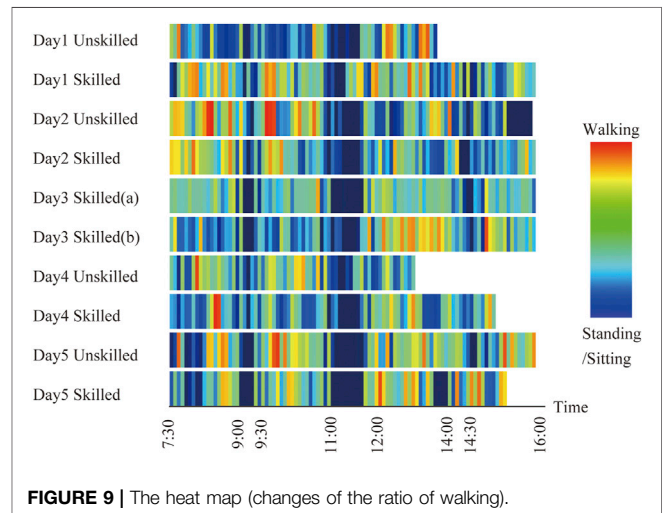 Day1 Unskilled
Day1 Skilled
Day2 Unskilled
Day2 Skilled
Day3 Skilled(a)
Day3 Skilled(b)
Day4 Unskilled
Day4 Skilled
Day5 Unskilled
Day5 Skilled
Walking
Standing
/Sitting
Time
7:30
9:00
9:30
11:00
12:00
14:00
14:30
16:00
FIGURE 9 | The heat map (changes of the ratio of walking).